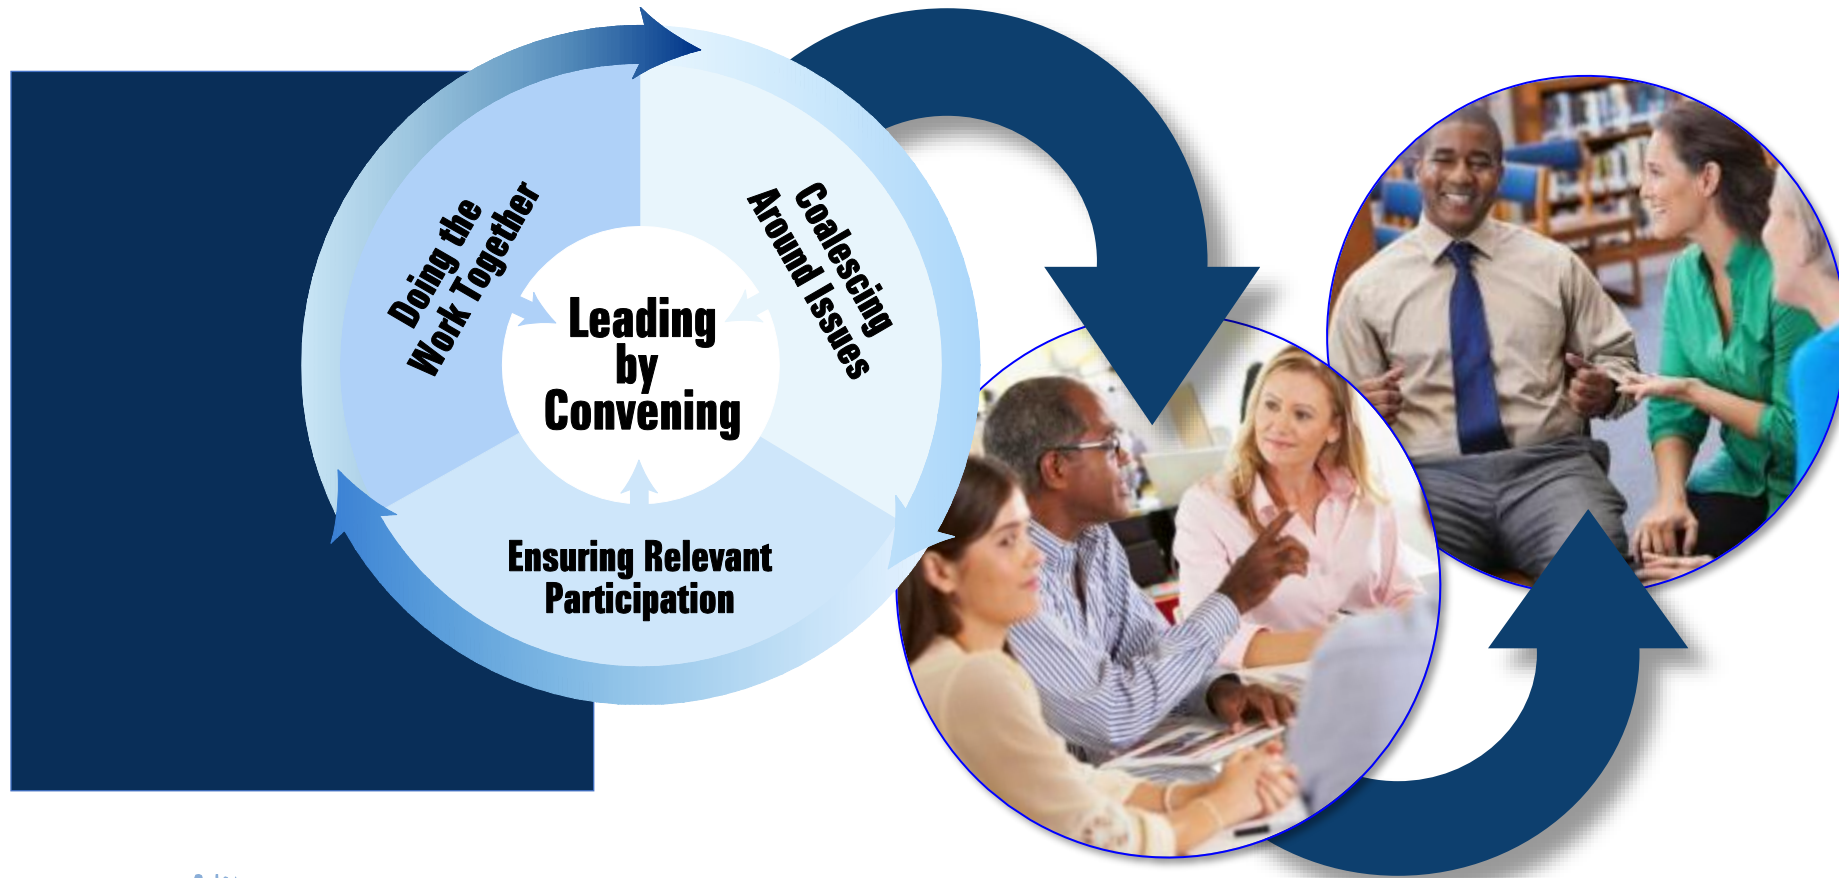 Leading
by
Convening
Coalescing
Around Issues
Ensuring Relevant
Participation
Doing the
Work Together